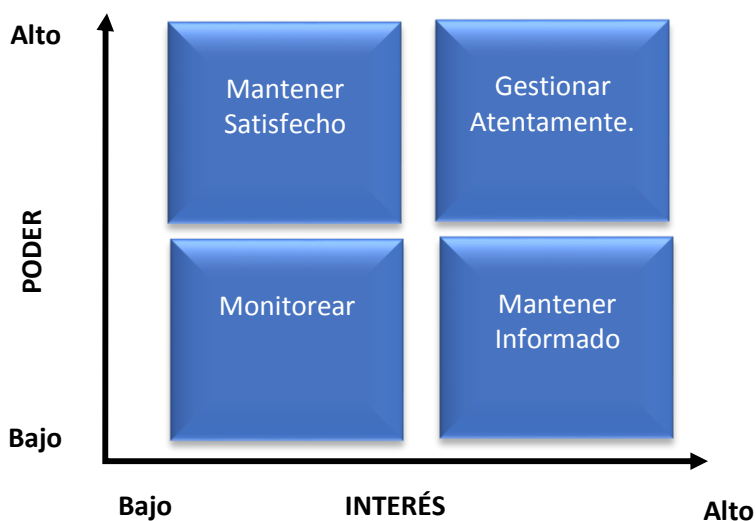 Alto
Mantener
Satisfecho
Gestionar
Atentamente.
PODER
Monitorear
Mantener
Informado
Bajo
Bajo
INTERÉS
Alto